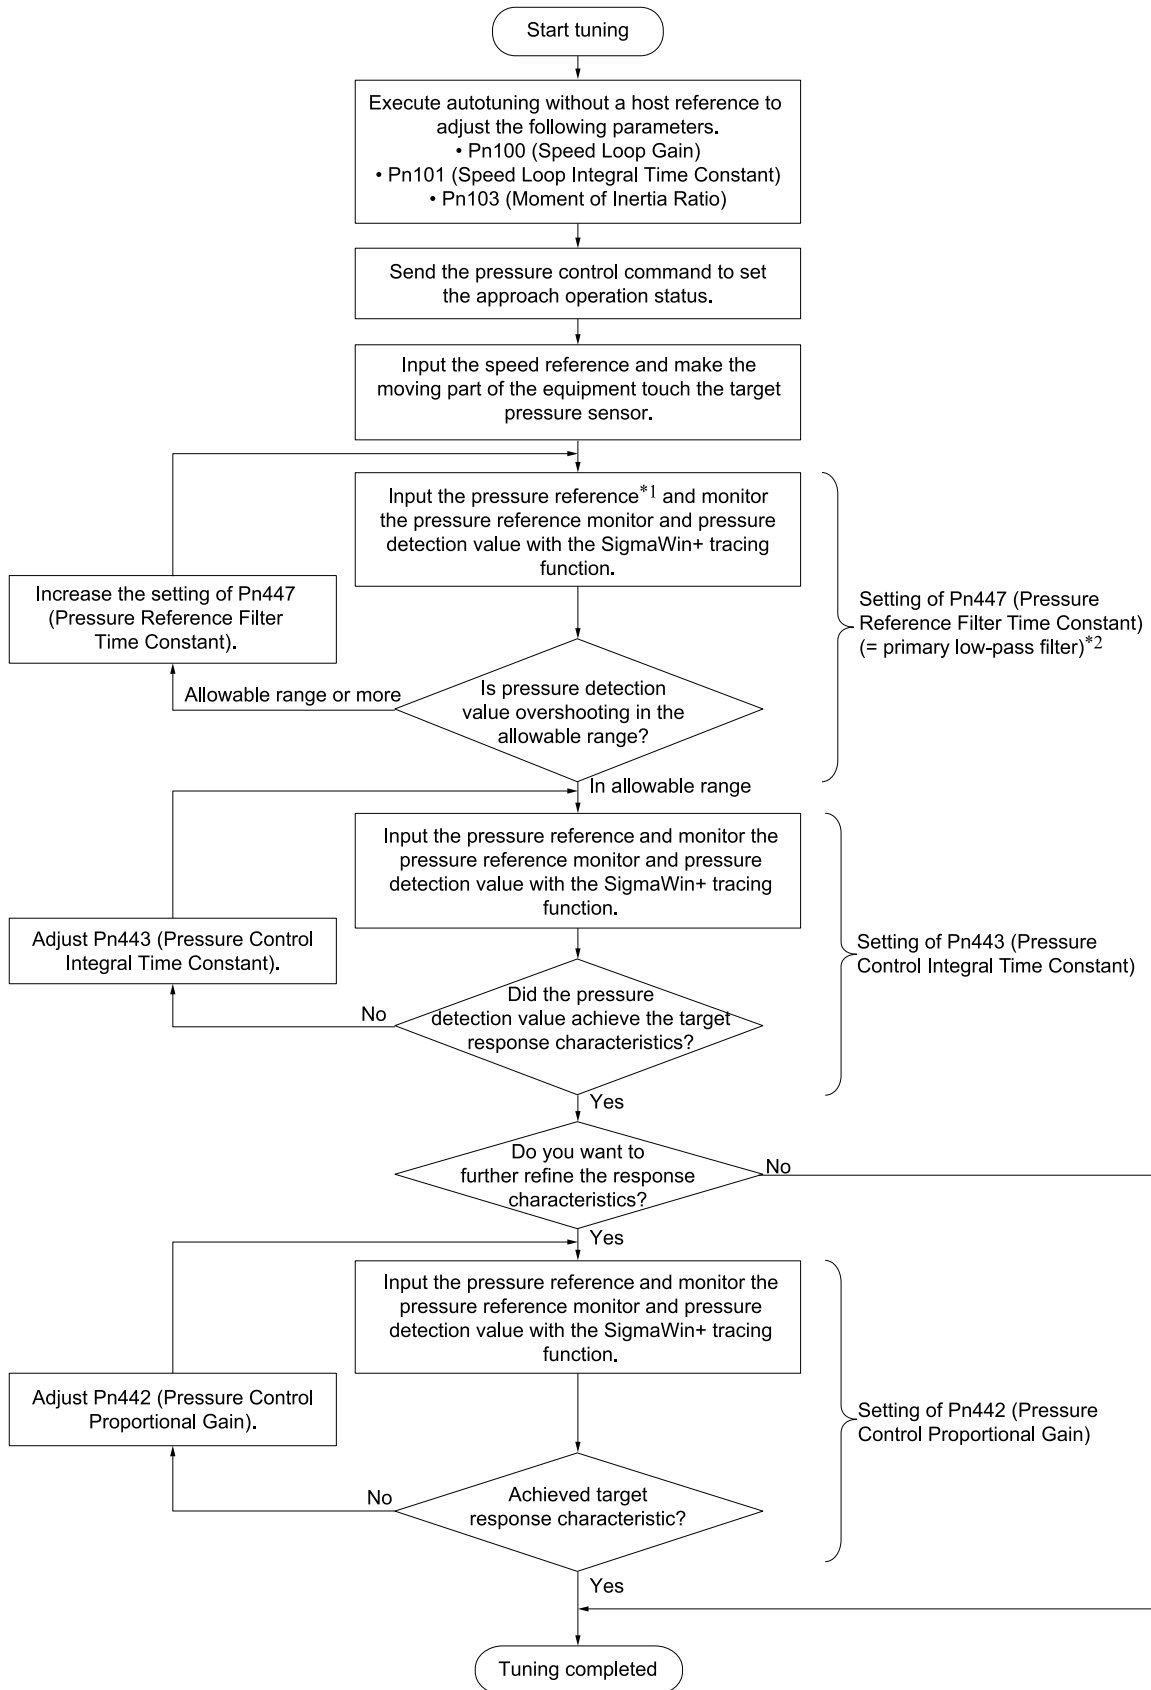 Start tuning
Execute autotuning without a host reference to
adjust the following parameters.
• Pn100 (Speed Loop Gain)
• Pn101 (Speed Loop Integral Time Constant)
• Pn103 (Moment of Inertia Ratio)
Send the pressure control command to set
the approach operation status.
Input the speed reference and make the
moving part of the equipment touch the target
pressure sensor.
Input the pressure reference*1 and monitor
the pressure reference monitor and pressure
detection value with the SigmaWin+ tracing
function.
Increase the setting of Pn447
(Pressure Reference Filter
Time Constant).
Setting of Pn447 (Pressure
Reference Filter Time Constant)
(= primary low-pass filter)*2
Allowable range or more
Is pressure detection
value overshooting in the
allowable range?
In allowable range
Input the pressure reference and monitor the
pressure reference monitor and pressure
detection value with the SigmaWin+ tracing
function.
Adjust Pn443 (Pressure Control
Integral Time Constant).
Setting of Pn443 (Pressure
Control Integral Time Constant)
No
Did the pressure
detection value achieve the target
response characteristics?
Yes
Do you want to
further refine the response
characteristics?
No
Yes
Input the pressure reference and monitor the
pressure reference monitor and pressure
detection value with the SigmaWin+ tracing
function.
Adjust Pn442 (Pressure Control
Proportional Gain).
Setting of Pn442 (Pressure
Control Proportional Gain)
No
Achieved target
response characteristic?
Yes
Tuning completed